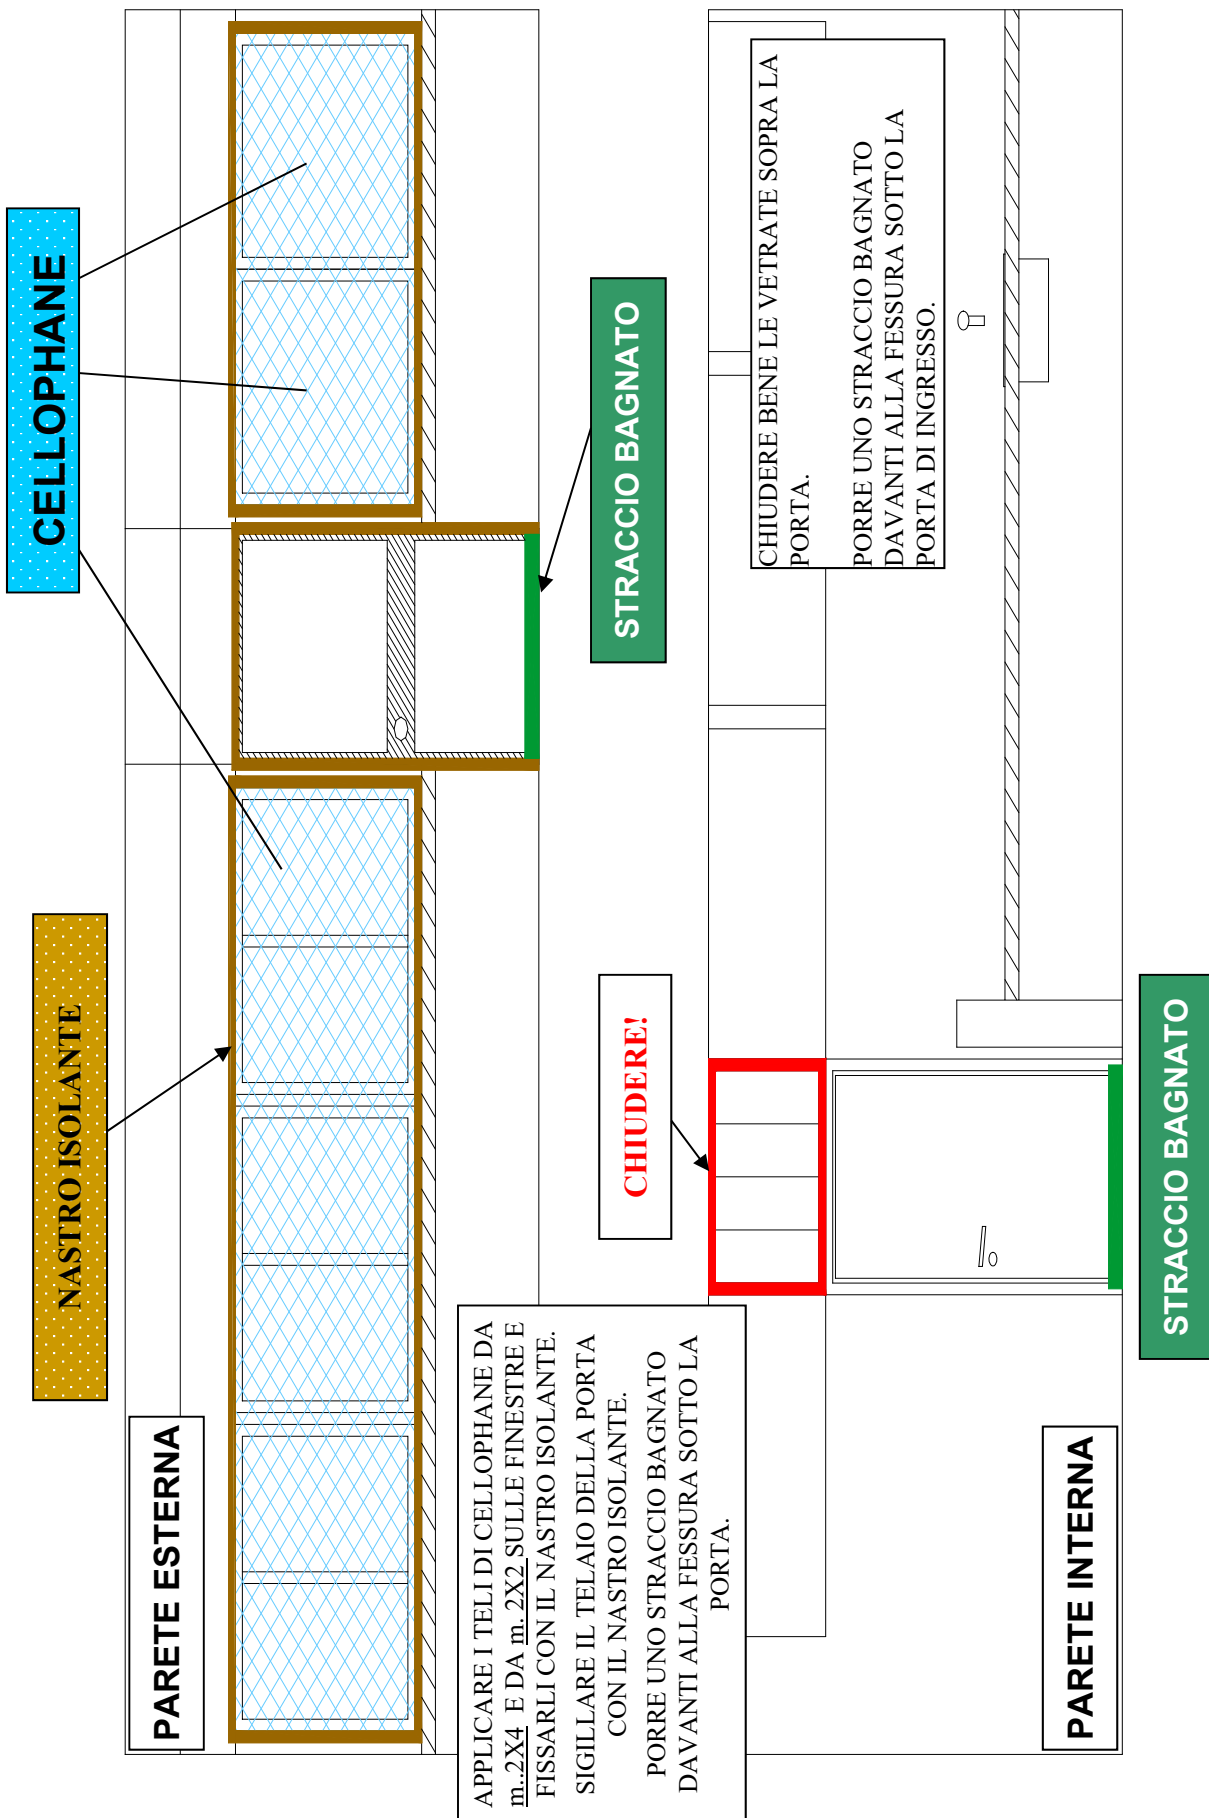 PARETE ESTERNA
NASTRO ISOLANTE
CELLOPHANE
STRACCIO BAGNATO
APPLICARE I TELI DI CELLOPHANE DA
m..2X4 E DA m. 2X2 SULLE FINESTRE E
FISSARLI CON IL NASTRO ISOLANTE.
SIGILLARE IL TELAIO DELLA PORTA
CON IL NASTRO ISOLANTE.
PORRE UNO STRACCIO BAGNATO
DAVANTI ALLA FESSURA SOTTO LA
PORTA.
CHIUDERE!
CHIUDERE BENE LE VETRATE SOPRA LA
PORTA.
PORRE UNO STRACCIO BAGNATO
DAVANTI ALLA FESSURA SOTTO LA
PORTA DI INGRESSO.
PARETE INTERNA
STRACCIO BAGNATO